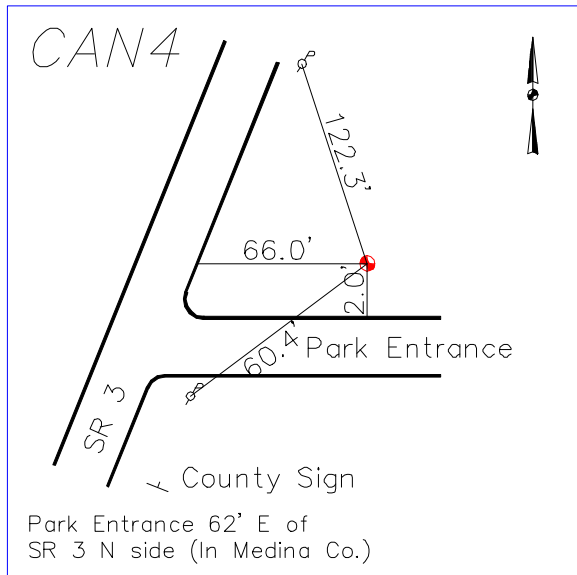 CAN4
122.3'
66.0'
2.0'
60.4'
Park Entrance
SR 3
County Sign
Park Entrance 62' E of
SR 3 N side (In Medina Co.)